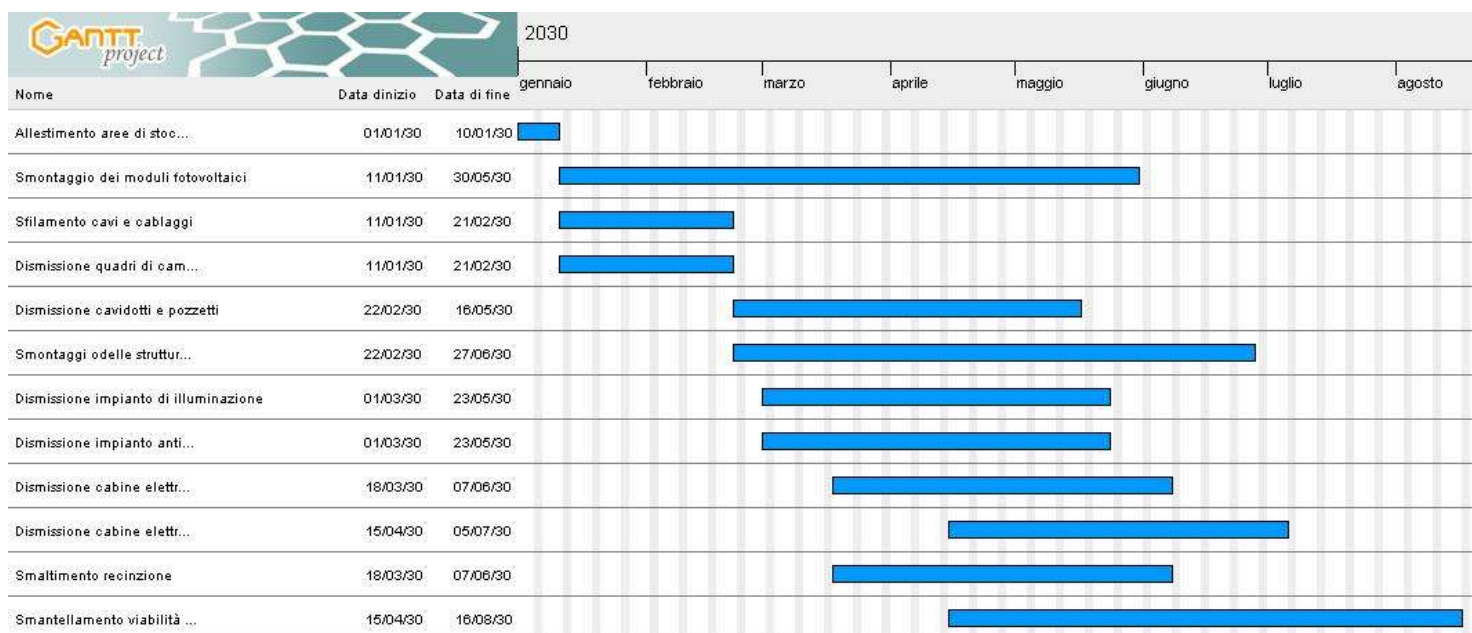 GANTT
project
2030
gennaio febbraio marzo aprile maggio giugno luglio agosto
Nome Data dinizio Data di fine
Allestimento aree di stoc... 01/01/30 10/01/30
Smontaggio dei moduli fotovoltaici 11/01/30 30/05/30
Sfilamento cavi e cablaggi 11/01/30 21/02/30
Dismissione quadri di cam... 11/01/30 21/02/30
Dismissione cavidotti e pozzetti 22/02/30 16/05/30
Smontaggi odelle struttur... 22/02/30 27/06/30
Dismissione impianto di illuminazione 01/03/30 23/05/30
Dismissione impianto anti... 01/03/30 23/05/30
Dismissione cabine elettr... 18/03/30 07/06/30
Dismissione cabine elettr... 15/04/30 05/07/30
Smaltimento recinzione 18/03/30 07/06/30
Smantellamento viabilità ... 15/04/30 16/08/30